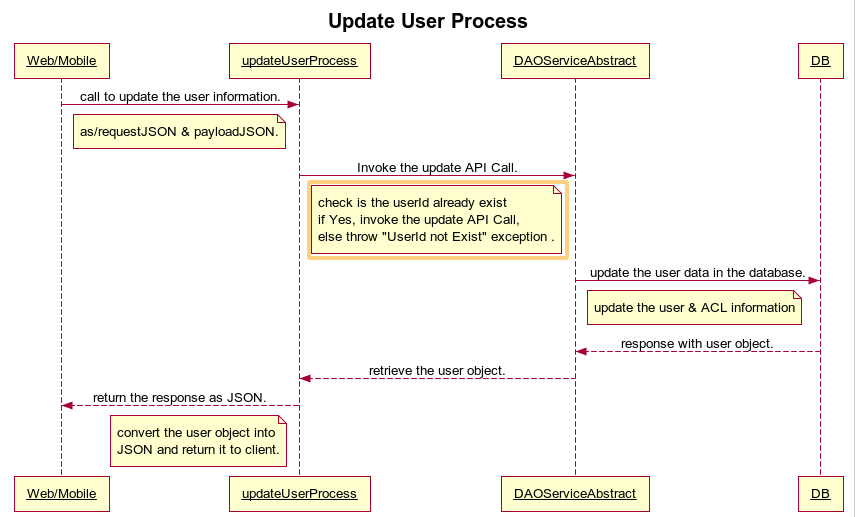 Update User Process
Web/Mobile
updateUserProcess
DAOServiceAbstract
DB
call to update the user information.
as/requestJSON & payloadJSON.
Invoke the update API Call.
check is the userId already exist
if Yes, invoke the update API Call,
else throw "UserId not Exist" exception .
update the user data in the database.
update the user & ACL information
response with user object.
retrieve the user object.
return the response as JSON.
convert the user object into
JSON and return it to client.
Web/Mobile
updateUserProcess
DAOServiceAbstract
DB